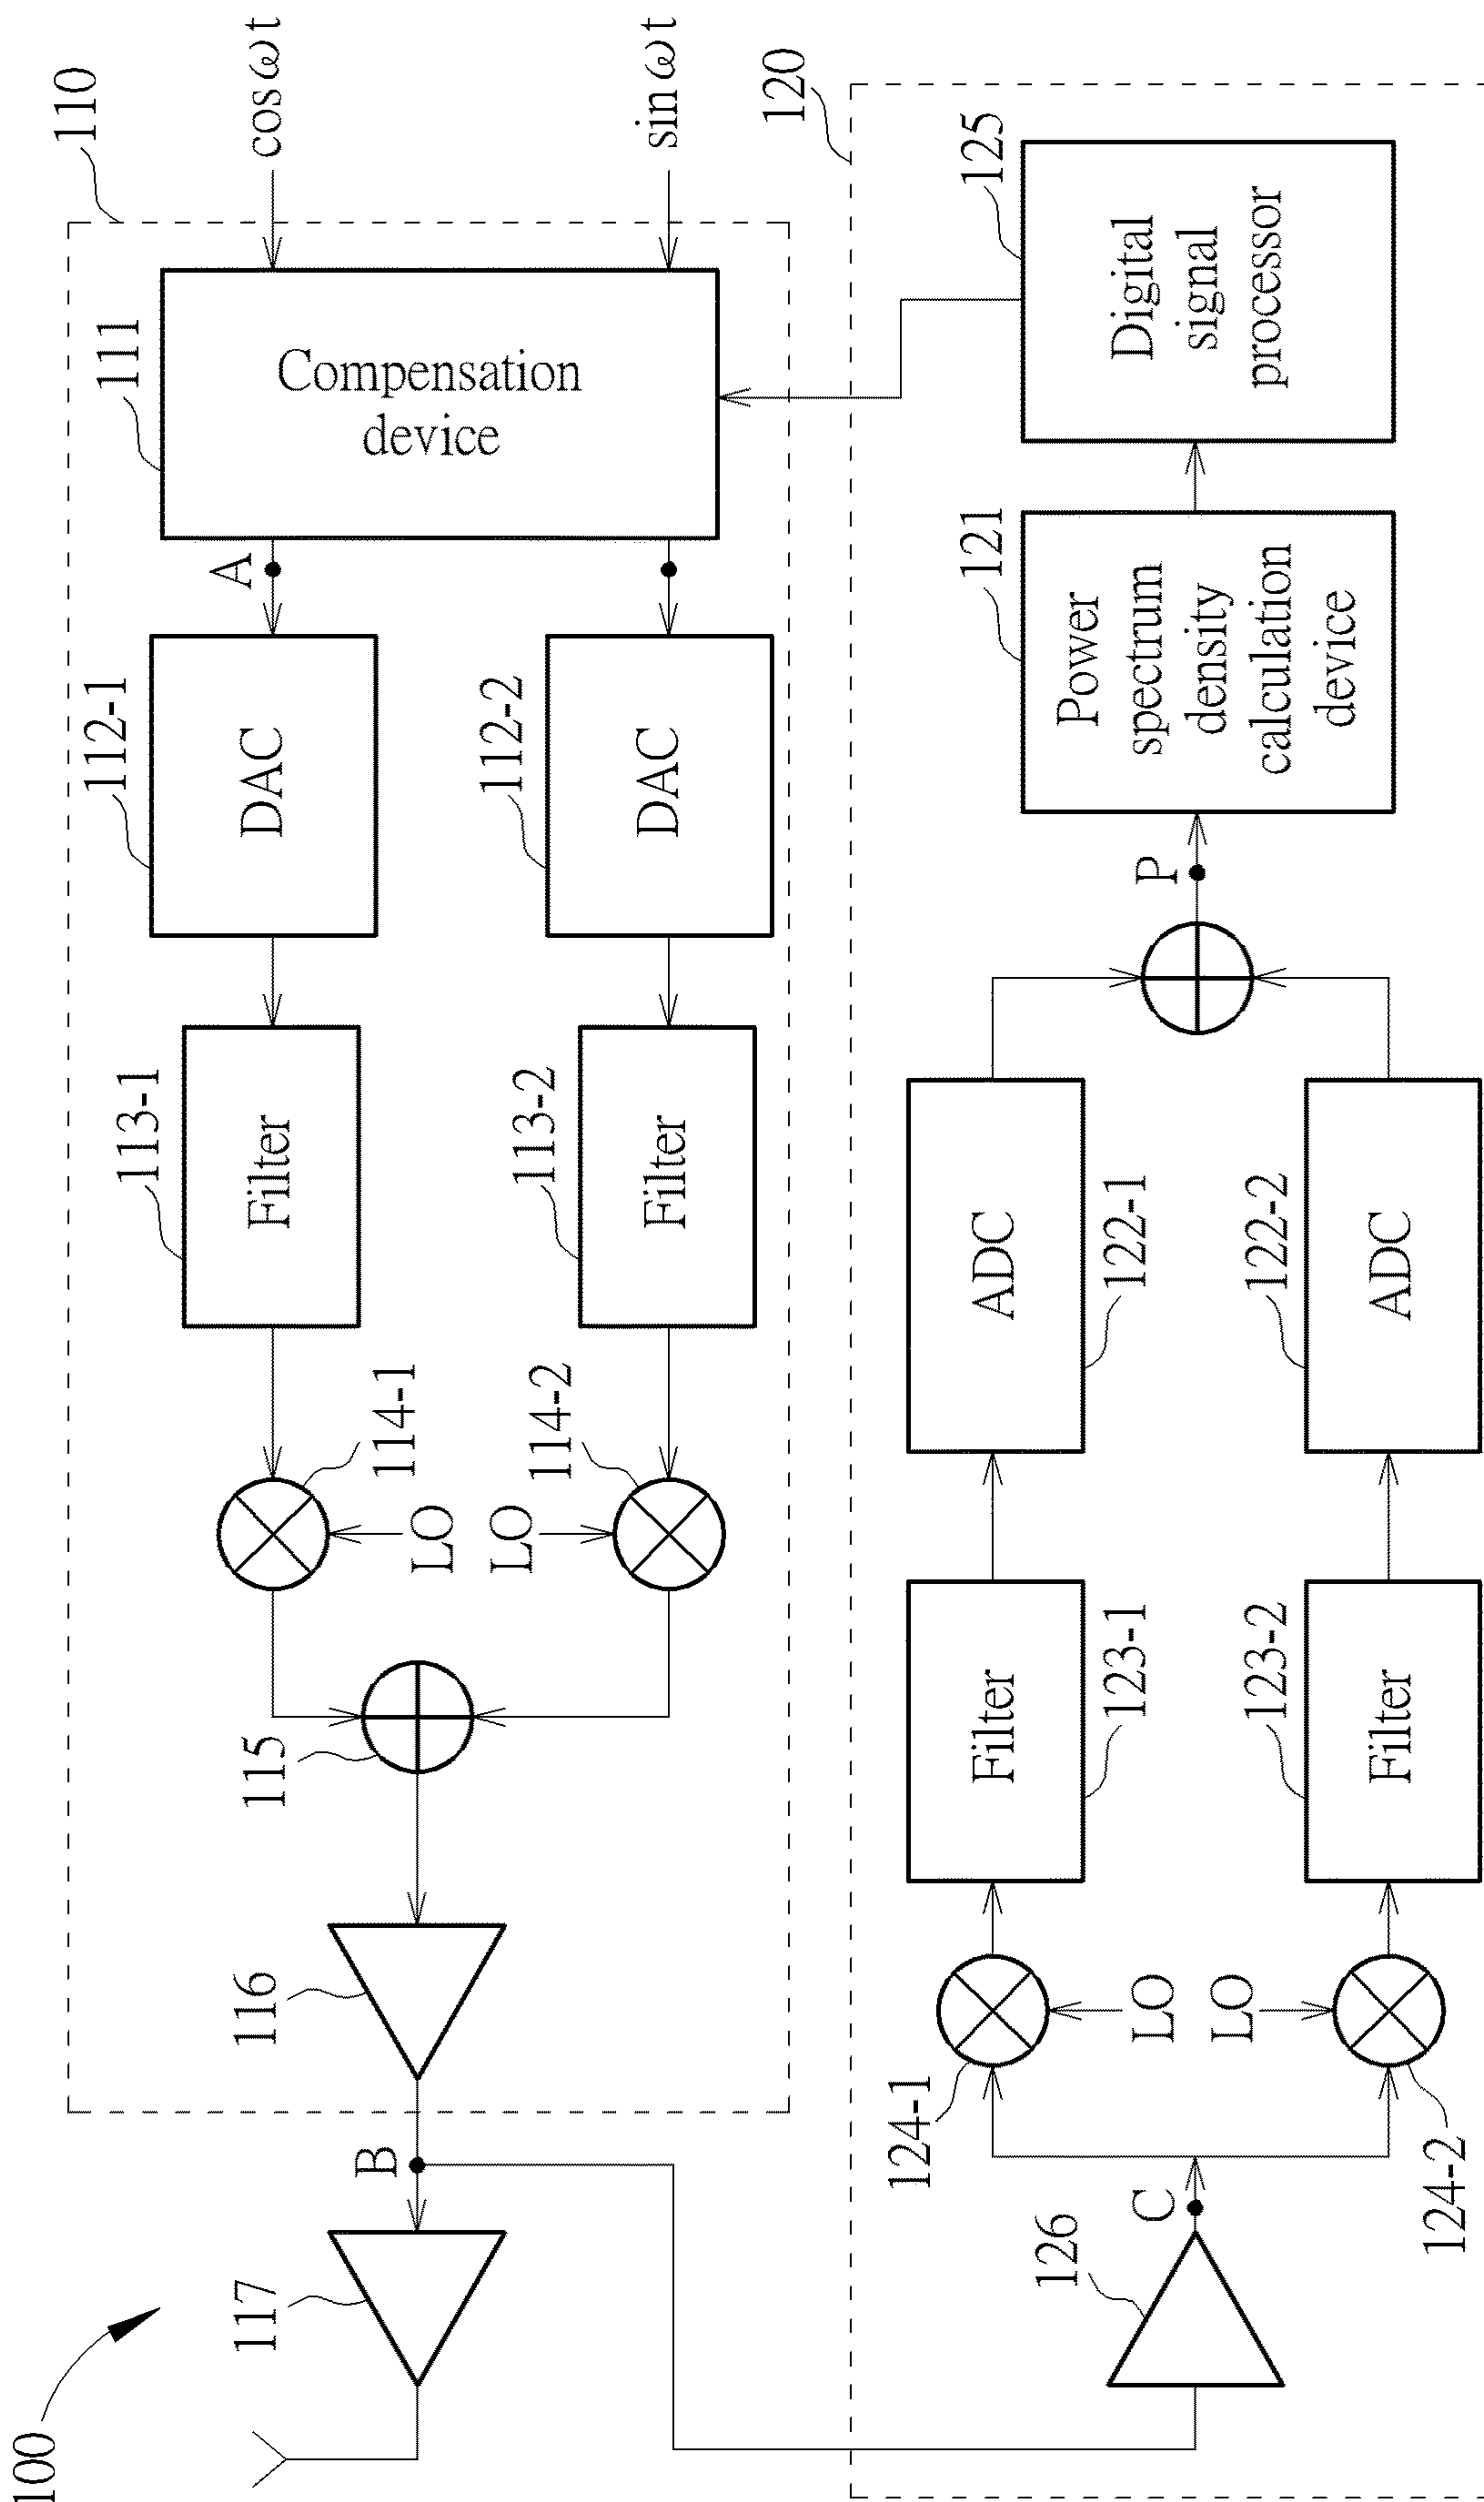 100
117
B
116
115
114-1
LO
LO
114-2
113-1
Filter
113-2
Filter
112-1
DAC
112-2
DAC
A
111
Compensation
device
110
cos ω t
sin ω t
120
126
C
124-1
LO
LO
124-2
Filter
123-1
123-2
Filter
ADC
122-1
122-2
ADC
P
121
Power
spectrum
density
calculation
device
125
Digital
signal
processor